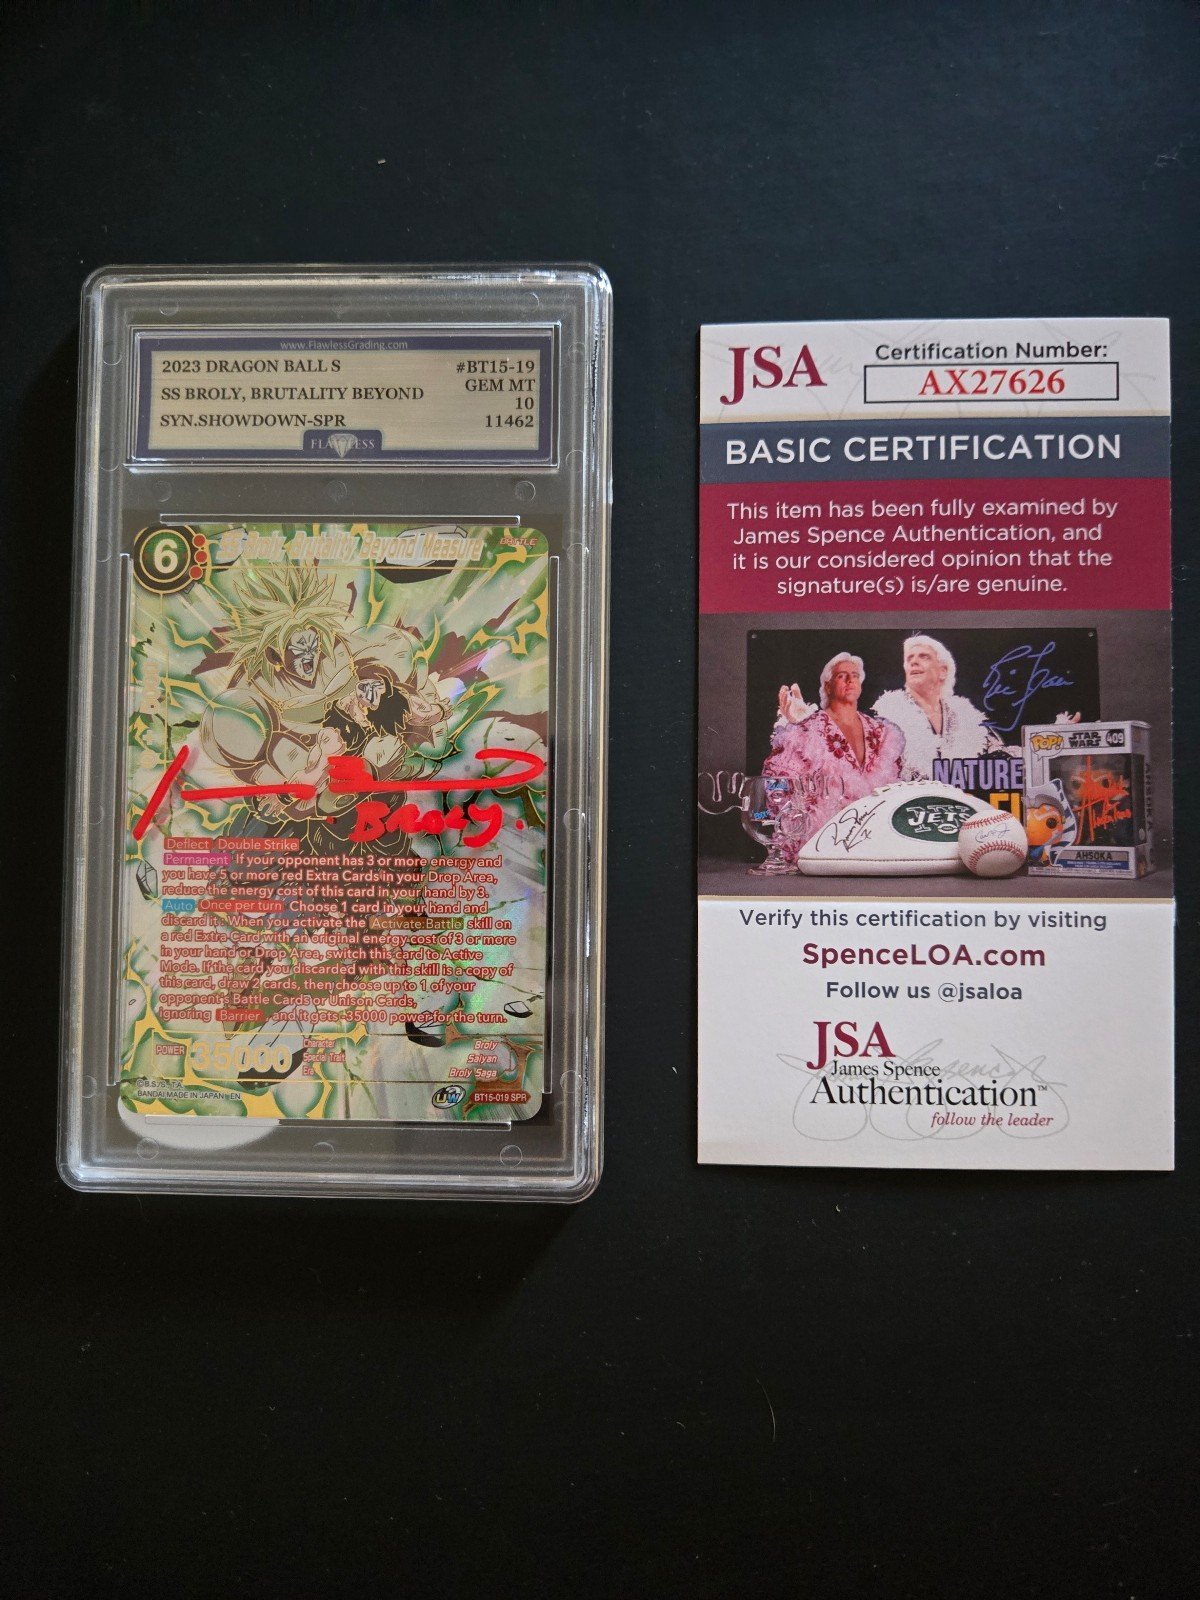 www.FlawlessGrading.com
2023 DRAGON BALL S #BT15-19
SS BROLY, BRUTALITY BEYOND GEM MT
10
SYN.SHOWDOWN-SPR 11462
FLAWLESS
6
SS Broly, Brutality Beyond Measure BATTLE
BROLY.
Deflect Double Strike
Permanent If your opponent has 3 or more energy and
you have 5 or more red Extra Cards in your Drop Area,
reduce the energy cost of this card in your hand by 3.
Auto Once per turn Choose 1 card in your hand and
discard it : When you activate the Activate:Battle skill on
a red Extra Card with an original energy cost of 3 or more
in your hand or Drop Area, switch this card to Active
Mode. If the card you discarded with this skill is a copy of
this card, draw 2 cards, then choose up to 1 of your
opponent's Battle Cards or Unison Cards,
ignoring Barrier, and it gets -35000 power for the turn.
POWER 35000
Character Broly
Special Trait Saiyan
Era Broly Saga
©B.S./S.,T.A.
BANDAI MADE IN JAPAN EN
UW
BT15-019 SPR
JSA
Certification Number:
AX27626
BASIC CERTIFICATION
This item has been fully examined by
James Spence Authentication, and
it is our considered opinion that the
signature(s) is/are genuine.
NATURE
JETS
POP!
STAR WARS
409
AHSOKA
Verify this certification by visiting
SpenceLOA.com
Follow us @jsaloa
JSA
James Spence
Authentication™
follow the leader